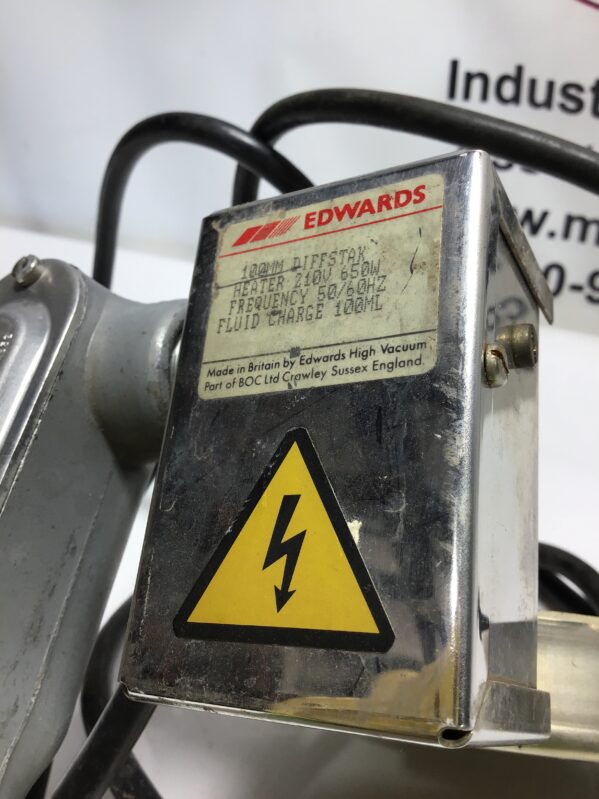 Indust
w.m
0-9
EDWARDS
100MM DIFFSTAK
HEATER 210V 650W
FREQUENCY 50/60HZ
FLUID CHARGE 100ML
Made in Britain by Edwards High Vacuum
Part of BOC Ltd Crawley Sussex England.